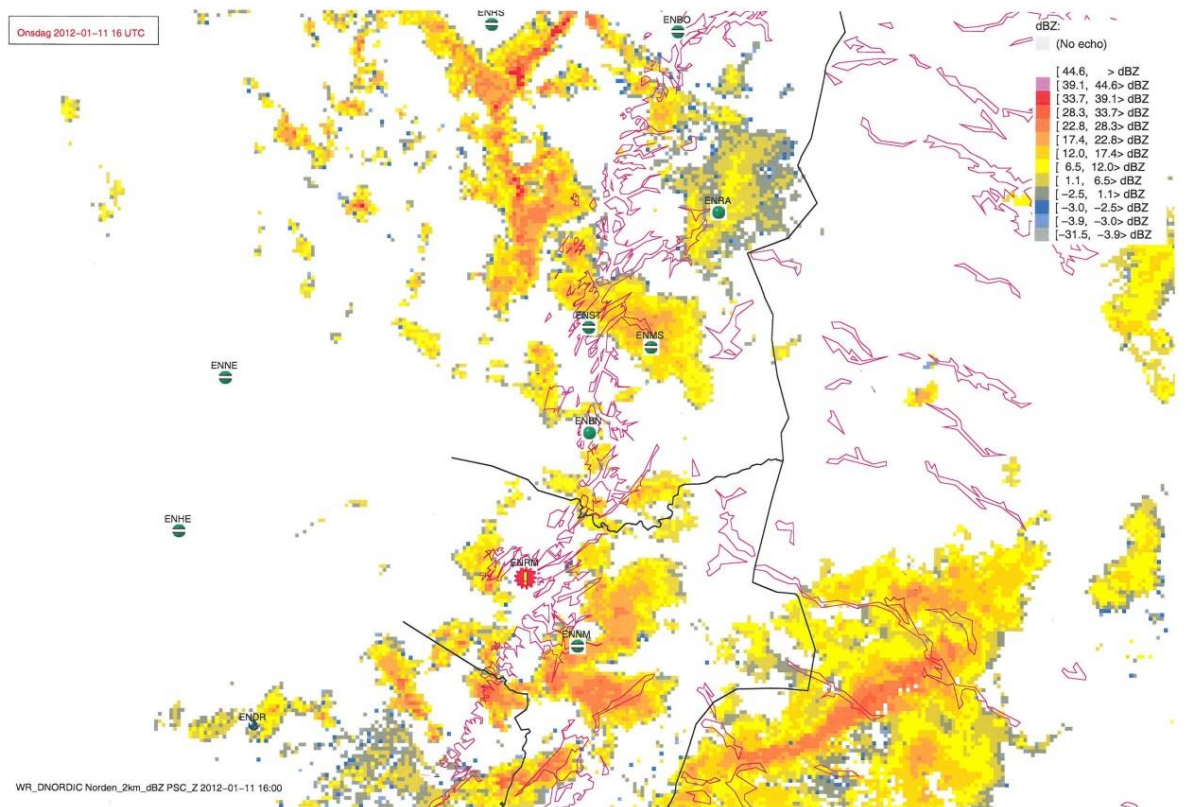 ENRS
ENBO
Onsdag 2012-01-11 16 UTC
dBZ:
(No echo)
[ 44.6, > dBZ
[ 39.1, 44.6> dBZ
[ 33.7, 39.1> dBZ
[ 28.3, 33.7> dBZ
[ 22.8, 28.3> dBZ
[ 17.4, 22.8> dBZ
[ 12.0, 17.4> dBZ
[ 6.5, 12.0> dBZ
[ 1.1, 6.5> dBZ
[ −2.5, 1.1> dBZ
[ −3.0, −2.5> dBZ
[ −3.9, −3.0> dBZ
[−31.5, −3.9> dBZ
ENRA
ENST
ENMS
ENNE
ENBN
ENHE
ENRM
!
ENNM
ENDR
WR_DNORDIC Norden_2km_dBZ PSC_Z 2012-01-11 16:00